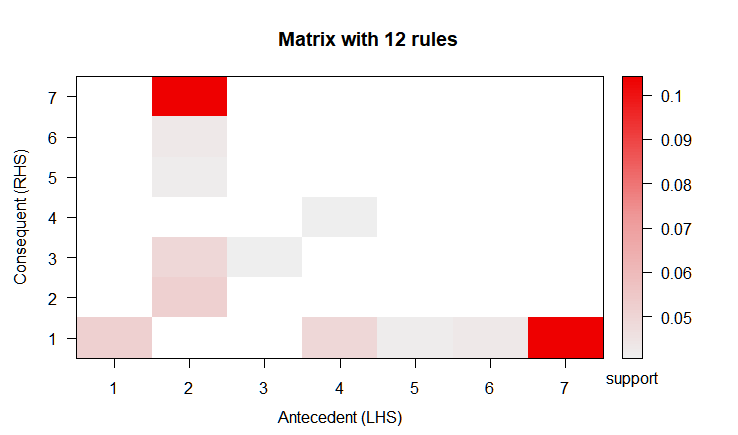 Matrix with 12 rules
Consequent (RHS)
7
6
5
4
3
2
1
1 2 3 4 5 6 7
Antecedent (LHS)
0.1
0.09
0.08
0.07
0.06
0.05
support